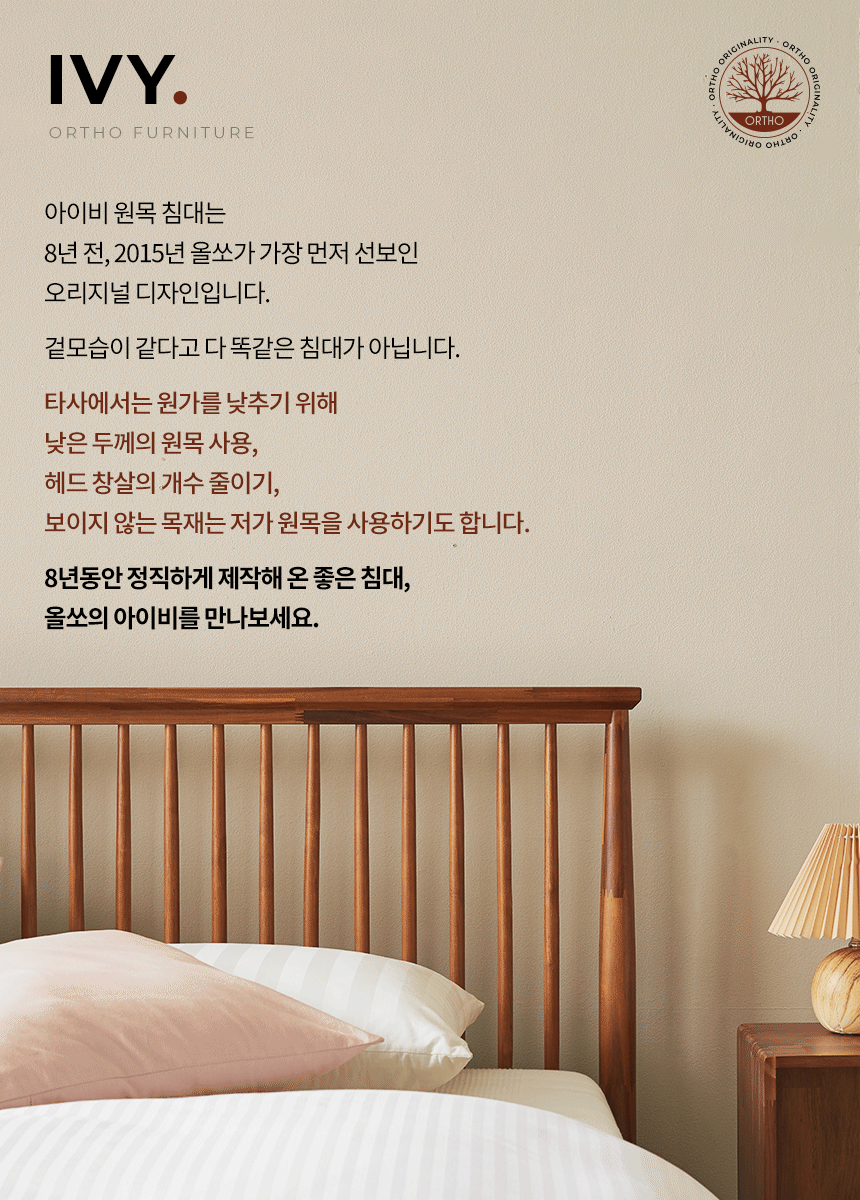 IVY.
ORTHO FURNITURE
ORTHO ORIGINALITY · ORTHO ORIGINALITY · ORTHO ORIGINALITY ·
ORTHO
아이비 원목 침대는
8년 전, 2015년 올쏘가 가장 먼저 선보인
오리지널 디자인입니다.
겉모습이 같다고 다 똑같은 침대가 아닙니다.
타사에서는 원가를 낮추기 위해
낮은 두께의 원목 사용,
헤드 창살의 개수 줄이기,
보이지 않는 목재는 저가 원목을 사용하기도 합니다.
8년동안 정직하게 제작해 온 좋은 침대,
올쏘의 아이비를 만나보세요.